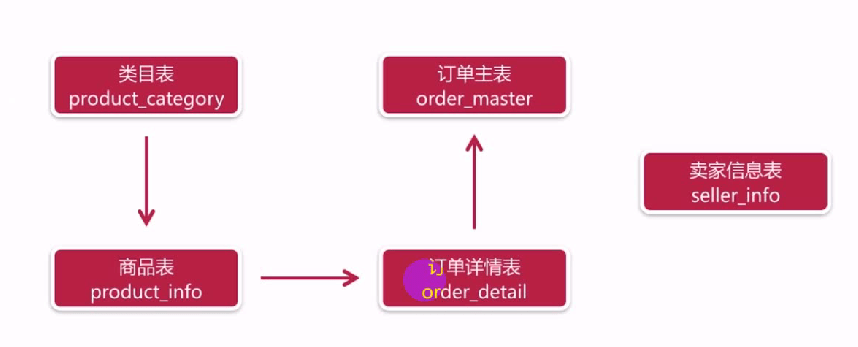 类目表
product_category
订单主表
order_master
卖家信息表
seller_info
商品表
product_info
订单详情表
order_detail